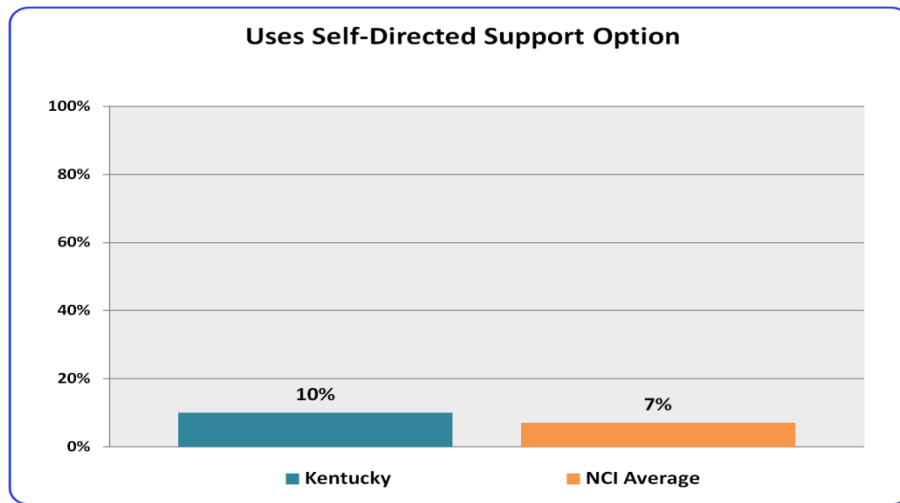 Uses Self-Directed Support Option
100%
80%
60%
40%
20%
0%
10%
7%
Kentucky
NCI Average